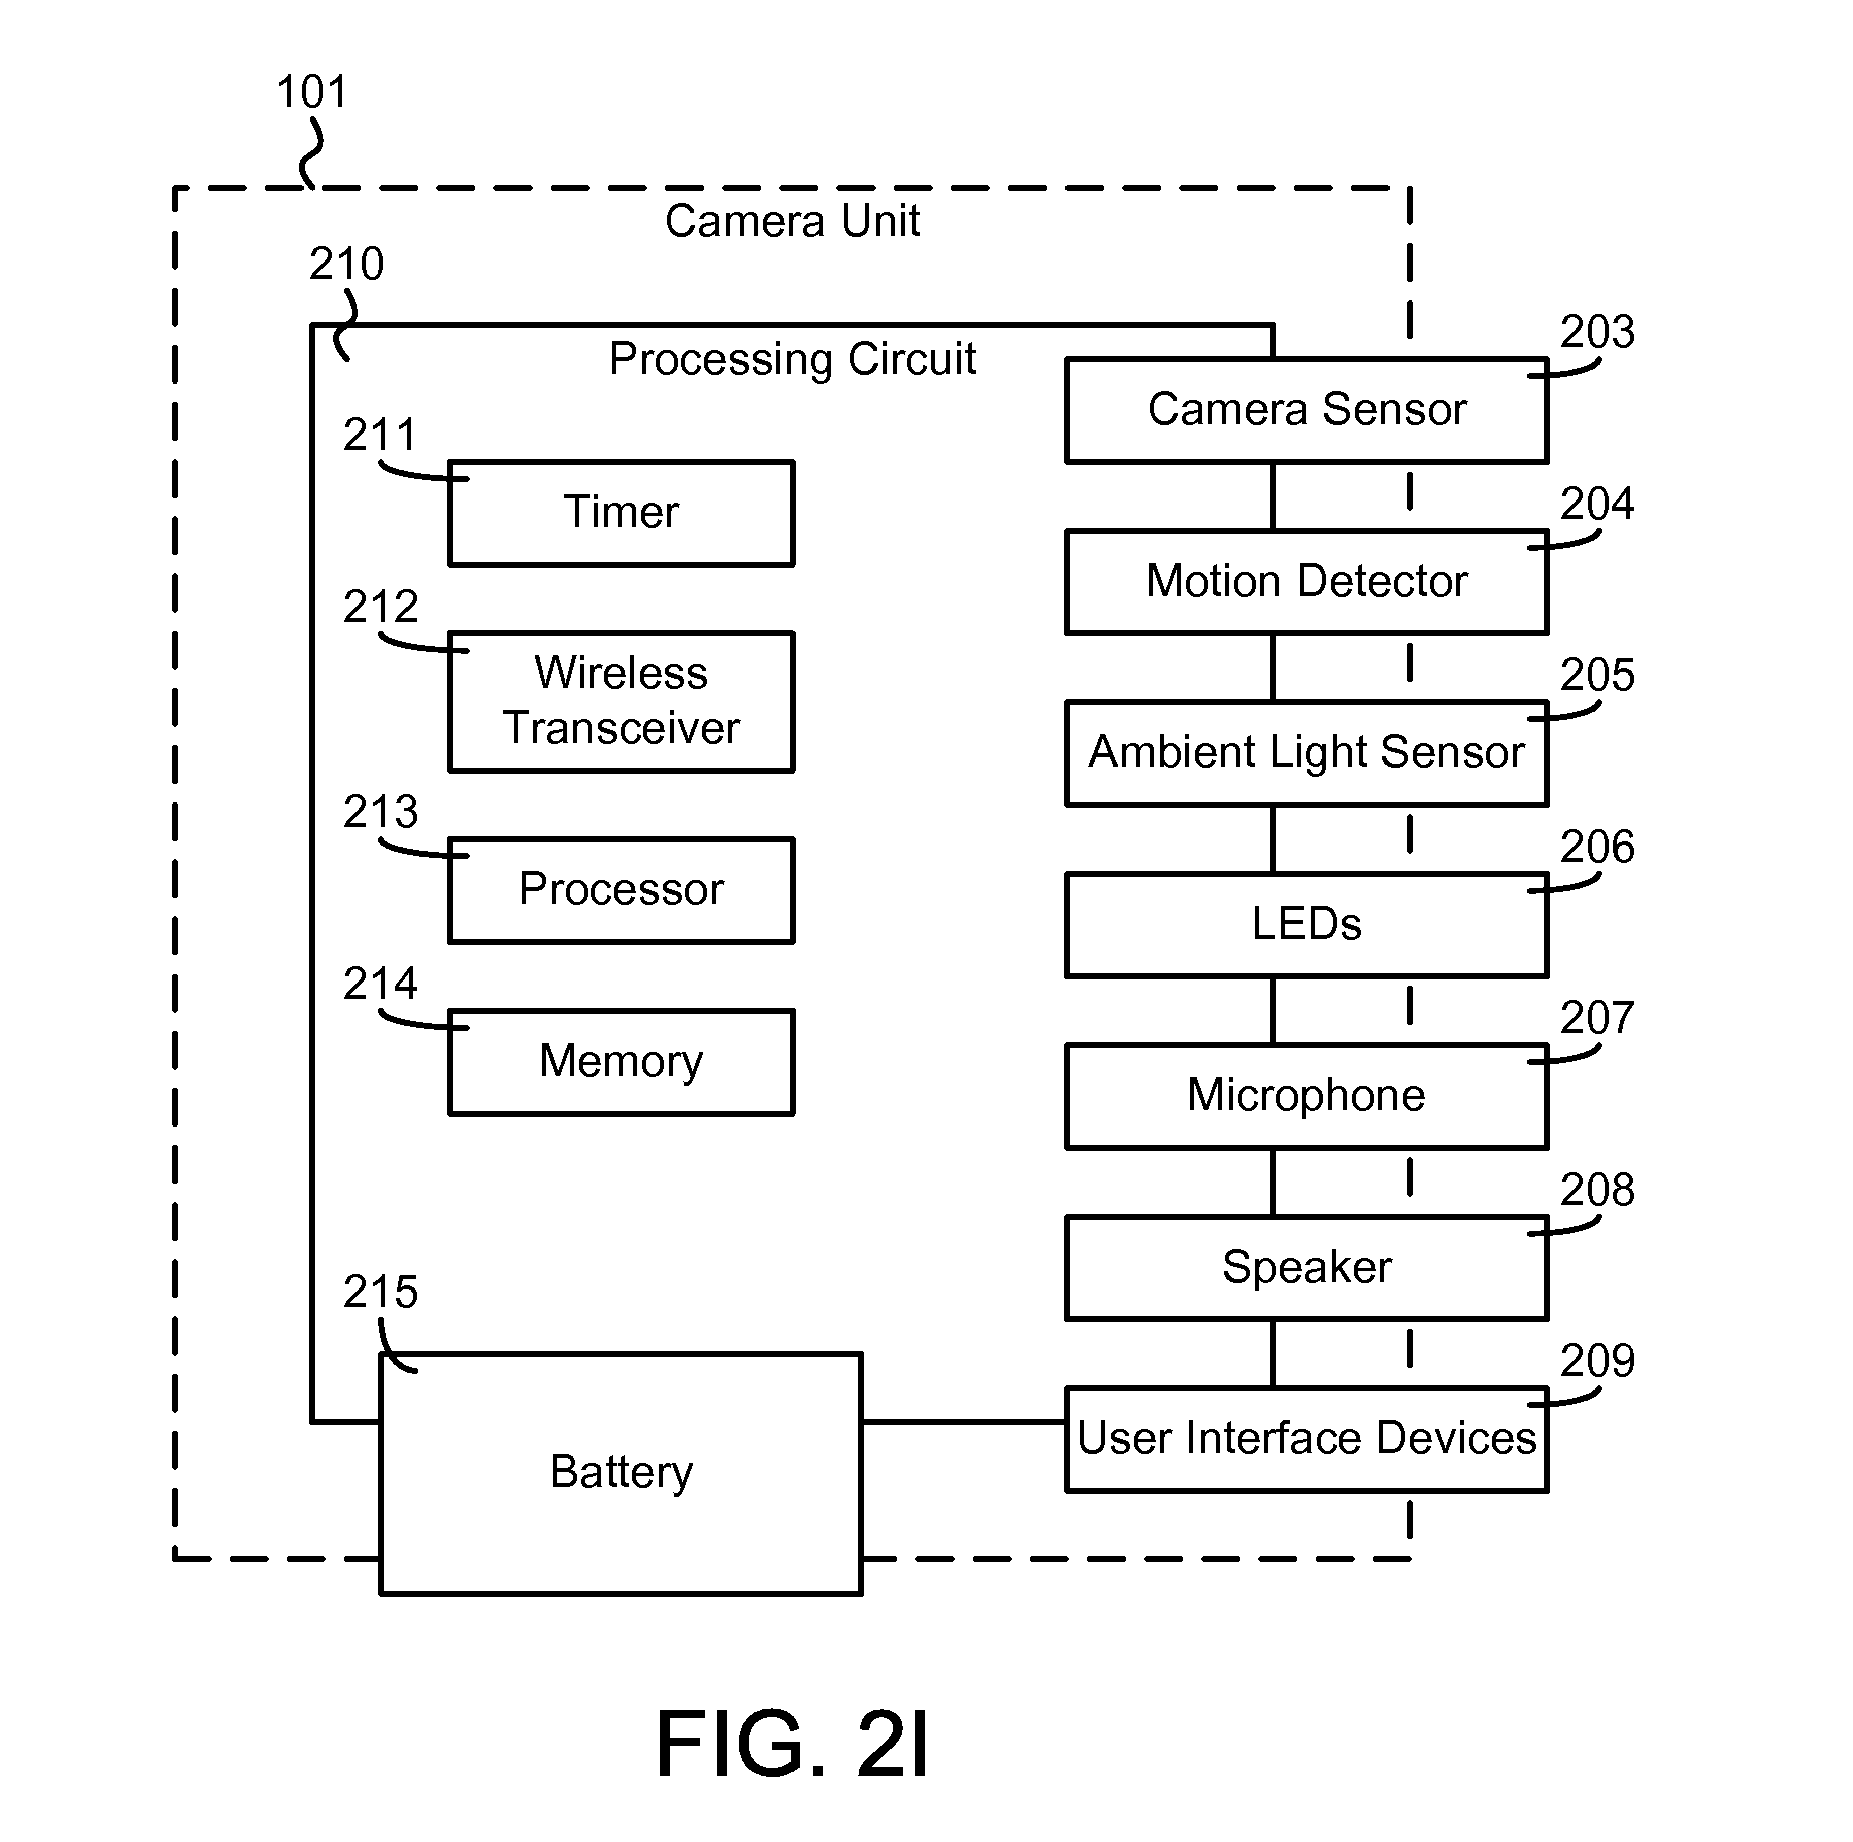 101
Camera Unit
210
Processing Circuit
203
Camera Sensor
211
Timer
204
Motion Detector
212
Wireless
Transceiver
205
Ambient Light Sensor
213
Processor
206
LEDs
214
Memory
207
Microphone
208
Speaker
215
Battery
209
User Interface Devices
FIG. 2I